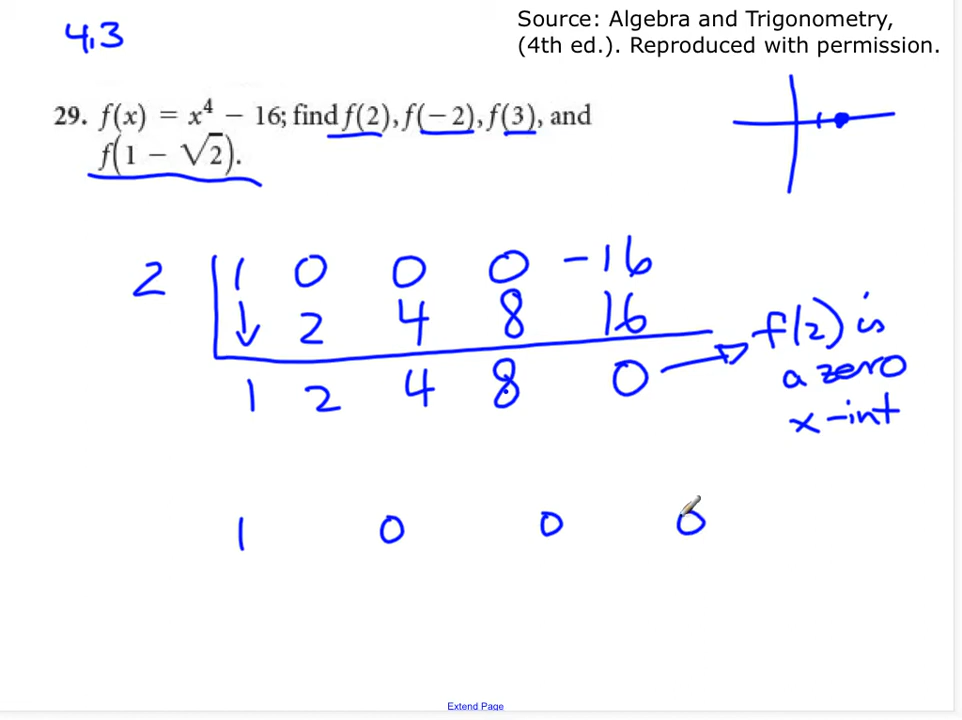 4.3
Source: Algebra and Trigonometry,
(4th ed.). Reproduced with permission.
29. f(x) = x⁴ − 16; find f(2), f(−2), f(3), and
f(1 − √2).
2 1 0 0 0 -16
2 4 8 16
1 2 4 8 0
f(2) is
a zero
x-int
1 0 0 0
Extend Page